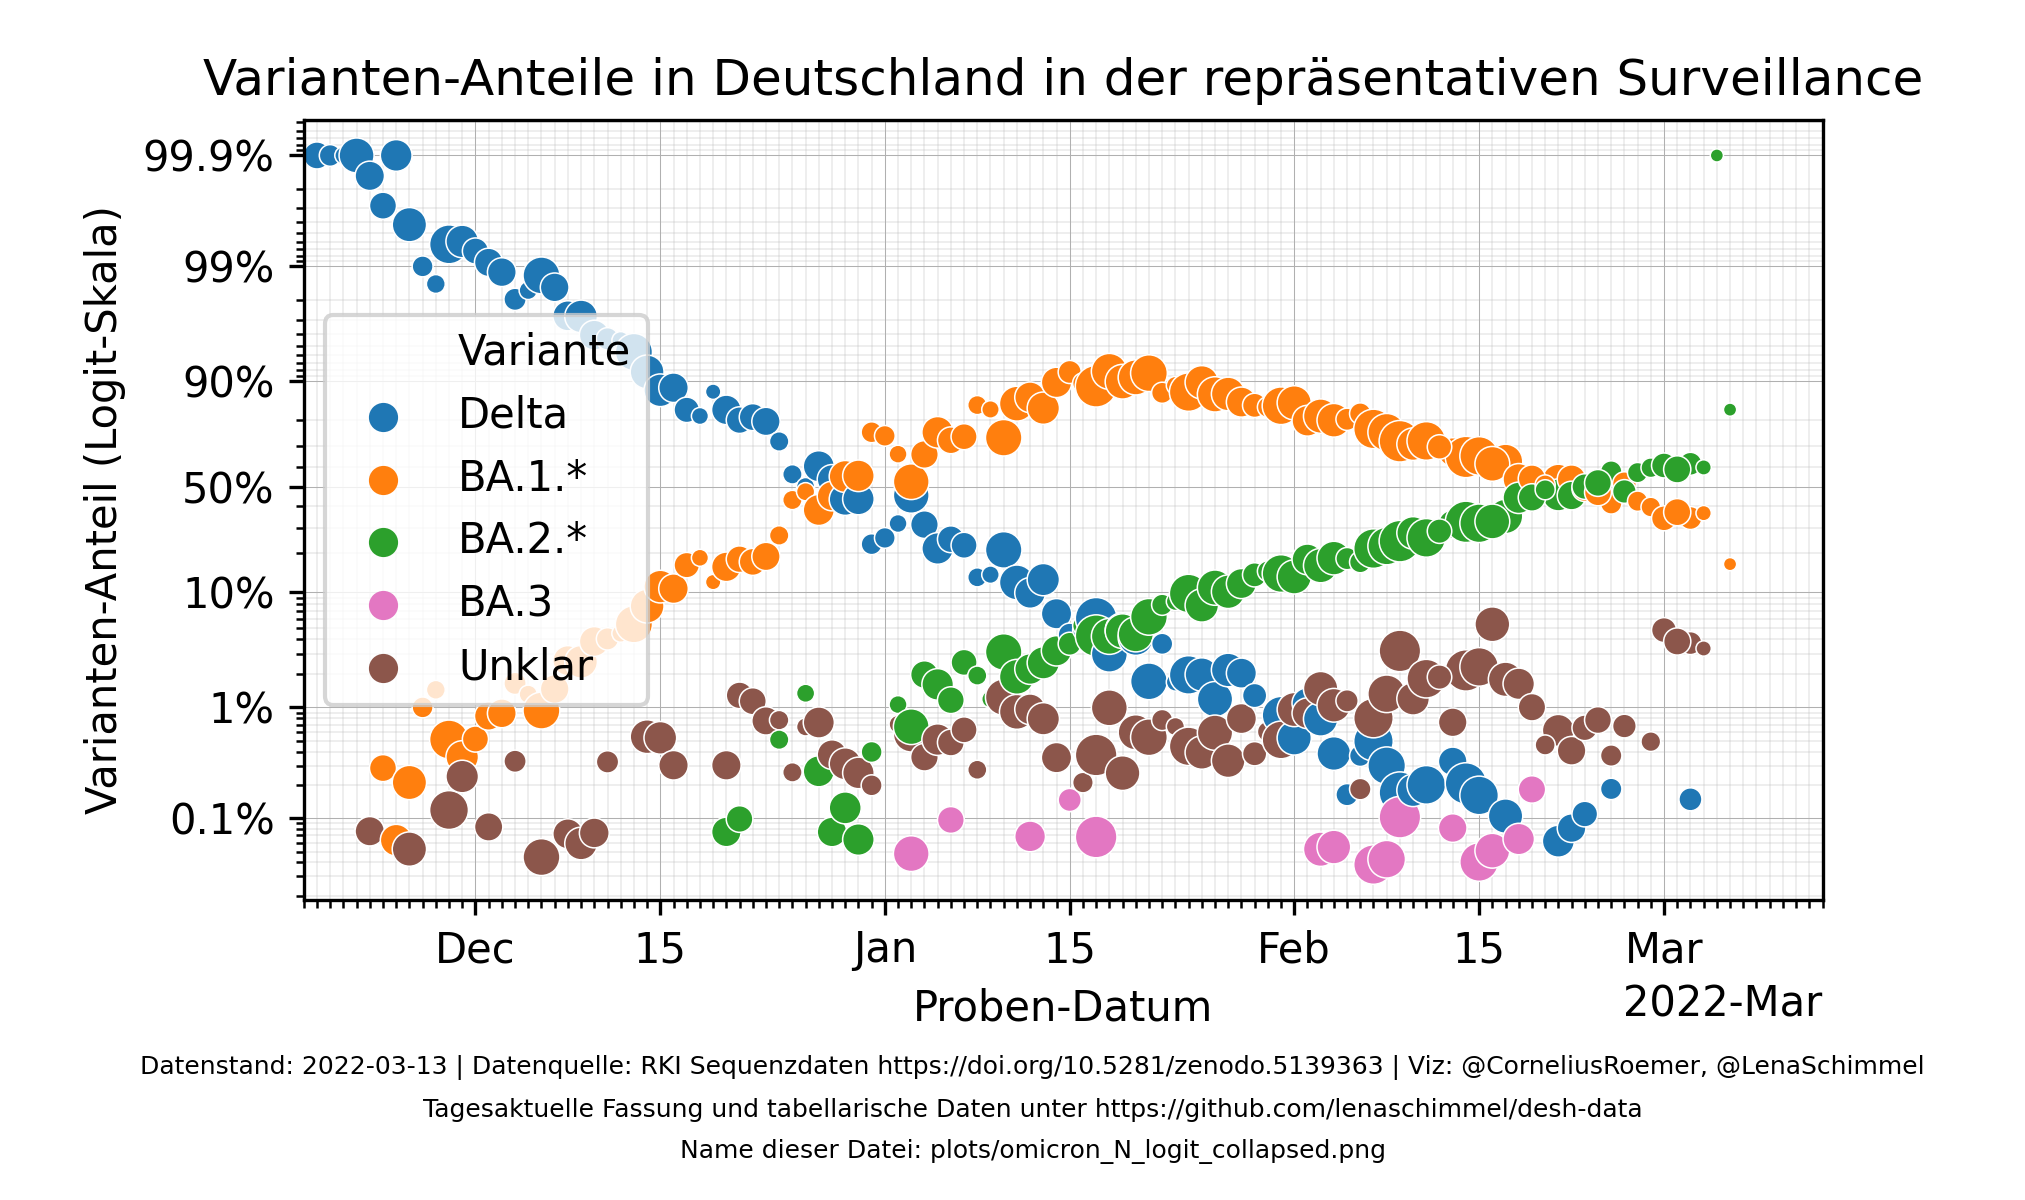 Varianten-Anteile in Deutschland in der repräsentativen Surveillance
Varianten-Anteil (Logit-Skala)
99.9%
99%
90%
50%
10%
1%
0.1%
Variante
Delta
BA.1.*
BA.2.*
BA.3
Unklar
Dec 15 Jan 15 Feb 15 Mar
Proben-Datum
2022-Mar
Datenstand: 2022-03-13 | Datenquelle: RKI Sequenzdaten https://doi.org/10.5281/zenodo.5139363 | Viz: @CorneliusRoemer, @LenaSchimmel
Tagesaktuelle Fassung und tabellarische Daten unter https://github.com/lenaschimmel/desh-data
Name dieser Datei: plots/omicron_N_logit_collapsed.png